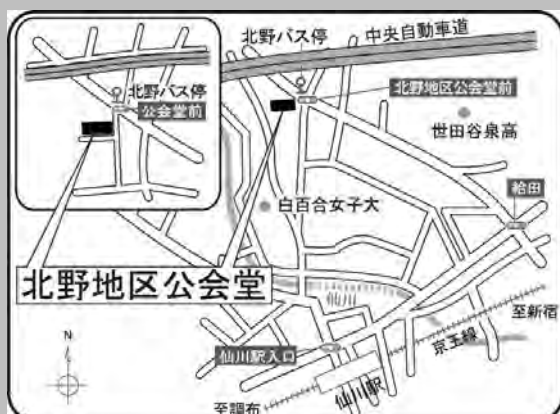 北野バス停
公会堂前
北野バス停
中央自動車道
北野地区公会堂前
世田谷泉高
給田
白百合女子大
北野地区公会堂
仙川
至新宿
京王線
仙川駅入口
仙川駅
至調布
N